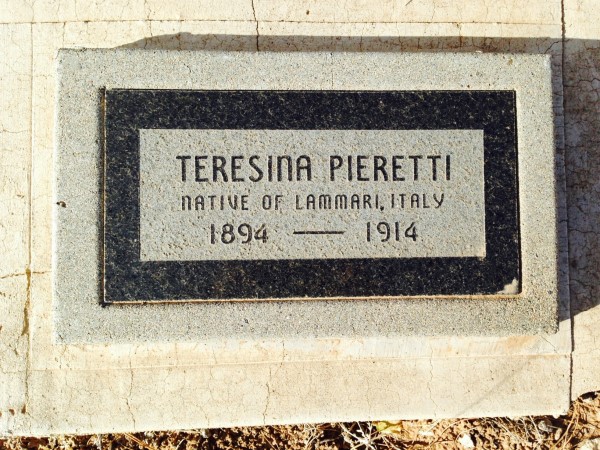 TERESINA PIERETTI
NATIVE OF LAMMARI, ITALY
1894 — 1914